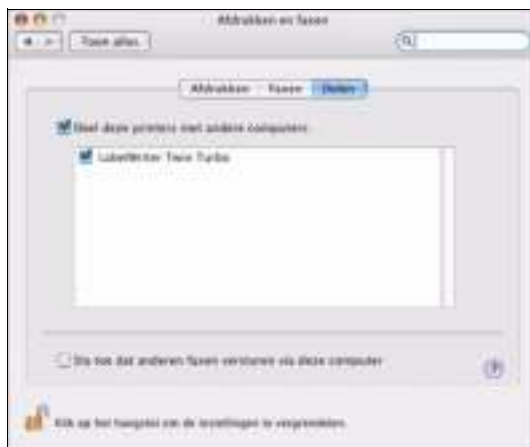 Afdrukken en faxen
Toon alles
Afdrukken Faxen Delen
Deel deze printers met andere computers:
LabelWriter Twin Turbo
Sta toe dat anderen faxen versturen via deze computer
?
Klik op het hangslot om de instellingen te vergrendelen.